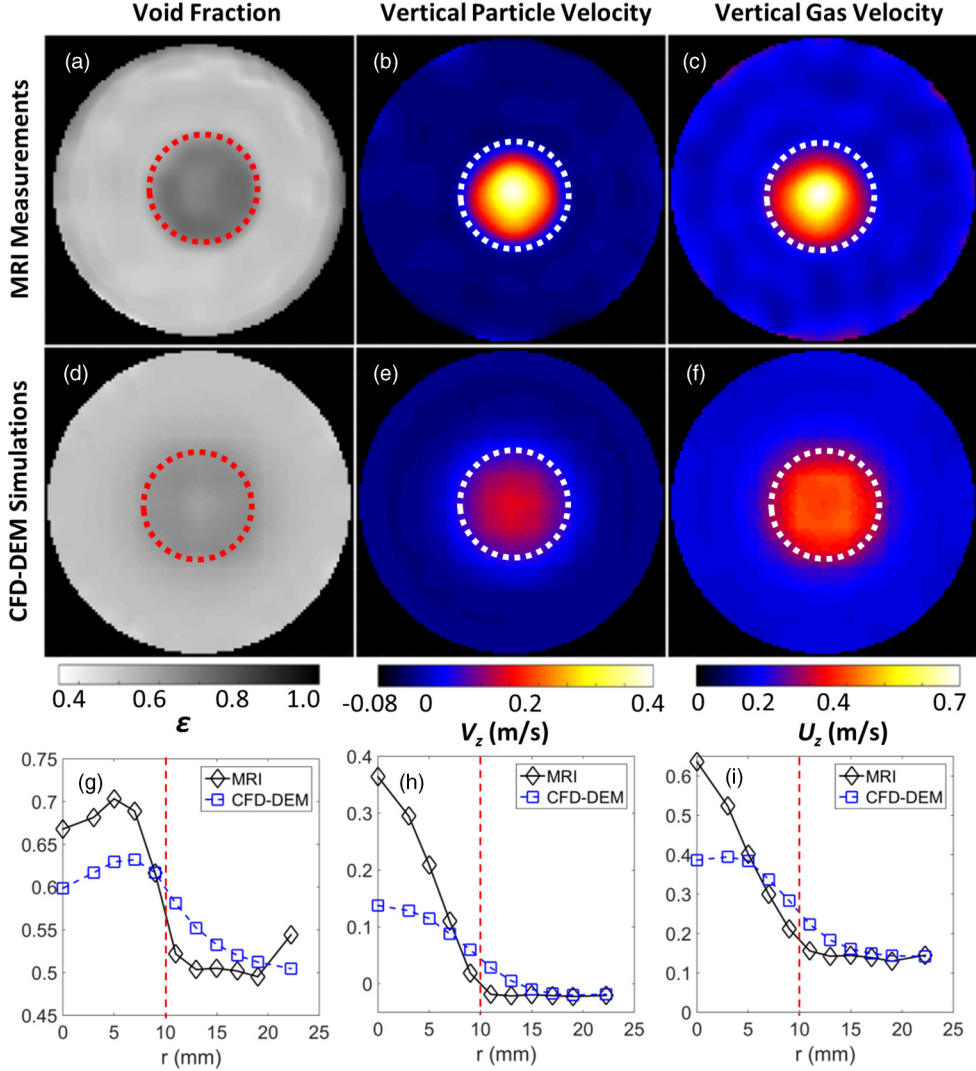 Void Fraction Vertical Particle Velocity Vertical Gas Velocity
MRI Measurements
(a) (b) (c)
CFD-DEM Simulations
(d) (e) (f)
0.4 0.6 0.8 1.0 -0.08 0 0.2 0.4 0 0.2 0.4 0.7
ε V_z (m/s) U_z (m/s)
(g)
MRI
CFD-DEM
0.75
0.7
0.65
0.6
0.55
0.5
0.45
0 5 10 15 20 25
r (mm)
(h)
MRI
CFD-DEM
0.4
0.3
0.2
0.1
0
0 5 10 15 20 25
r (mm)
(i)
MRI
CFD-DEM
0.6
0.5
0.4
0.3
0.2
0.1
0
0 5 10 15 20 25
r (mm)